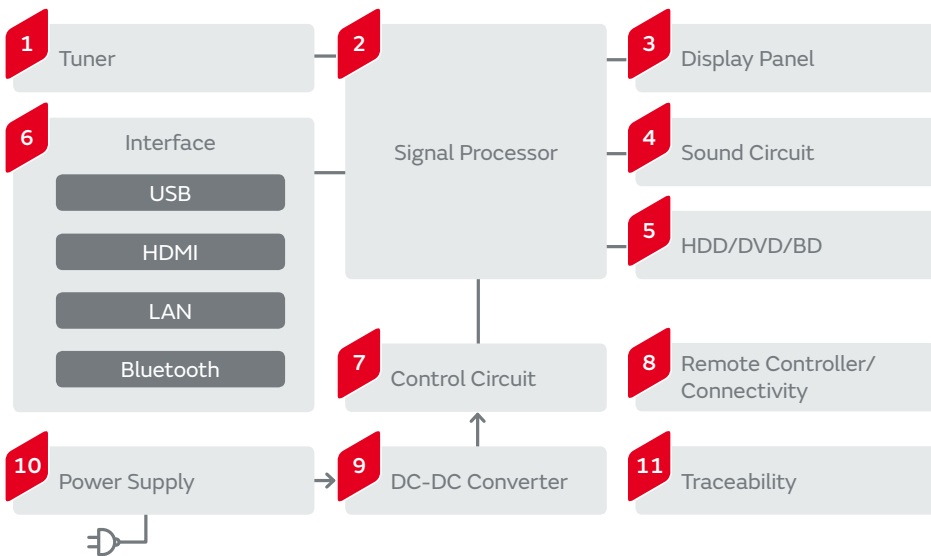 1
Tuner
2
Signal Processor
3
Display Panel
4
Sound Circuit
5
HDD/DVD/BD
6
Interface
USB
HDMI
LAN
Bluetooth
7
Control Circuit
8
Remote Controller/
Connectivity
10
Power Supply
9
DC-DC Converter
11
Traceability